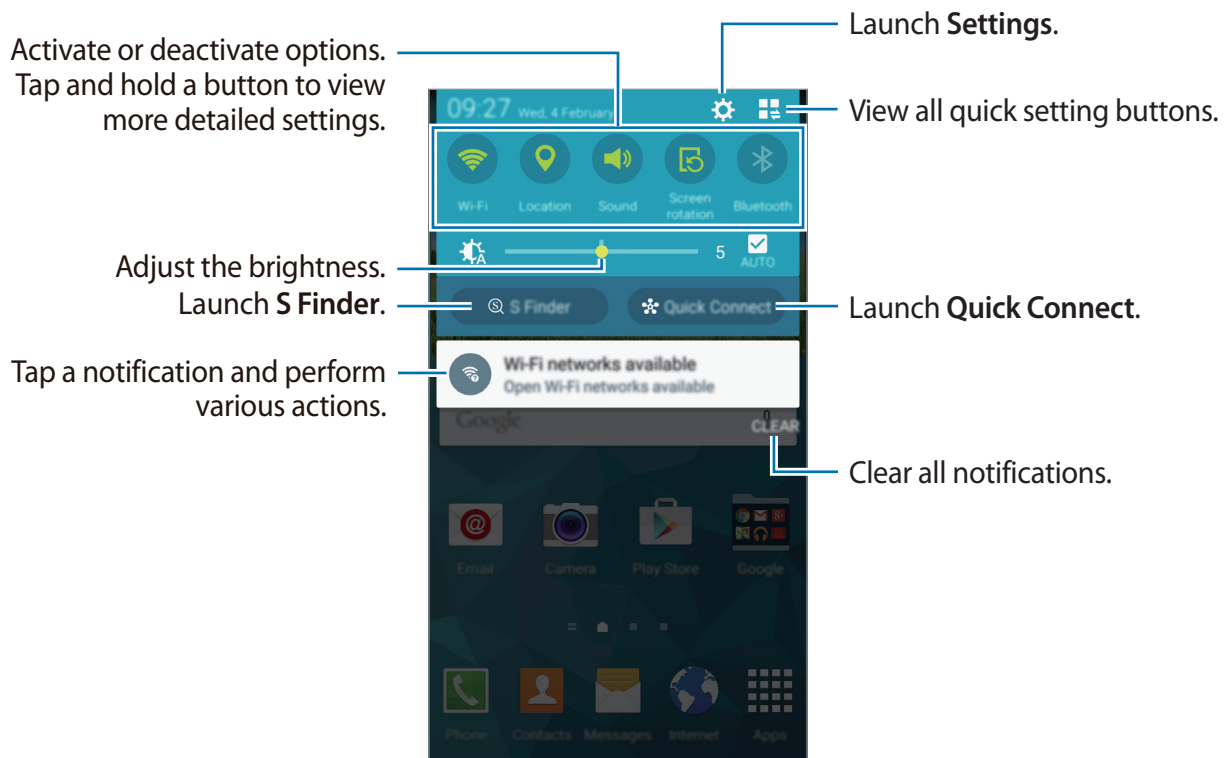 Launch Settings.
Activate or deactivate options.
Tap and hold a button to view
more detailed settings.
View all quick setting buttons.
09:27 Wed, 4 February
Wi-Fi
Location
Sound
Screen
rotation
Bluetooth
A
5
AUTO
Adjust the brightness.
Launch S Finder.
S
S Finder
Quick Connect
Launch Quick Connect.
Tap a notification and perform
various actions.
Wi-Fi networks available
Open Wi-Fi networks available
Google
CLEAR
Clear all notifications.
@
Email
Camera
Play Store
Google
Phone
Contacts
Messages
Internet
Apps